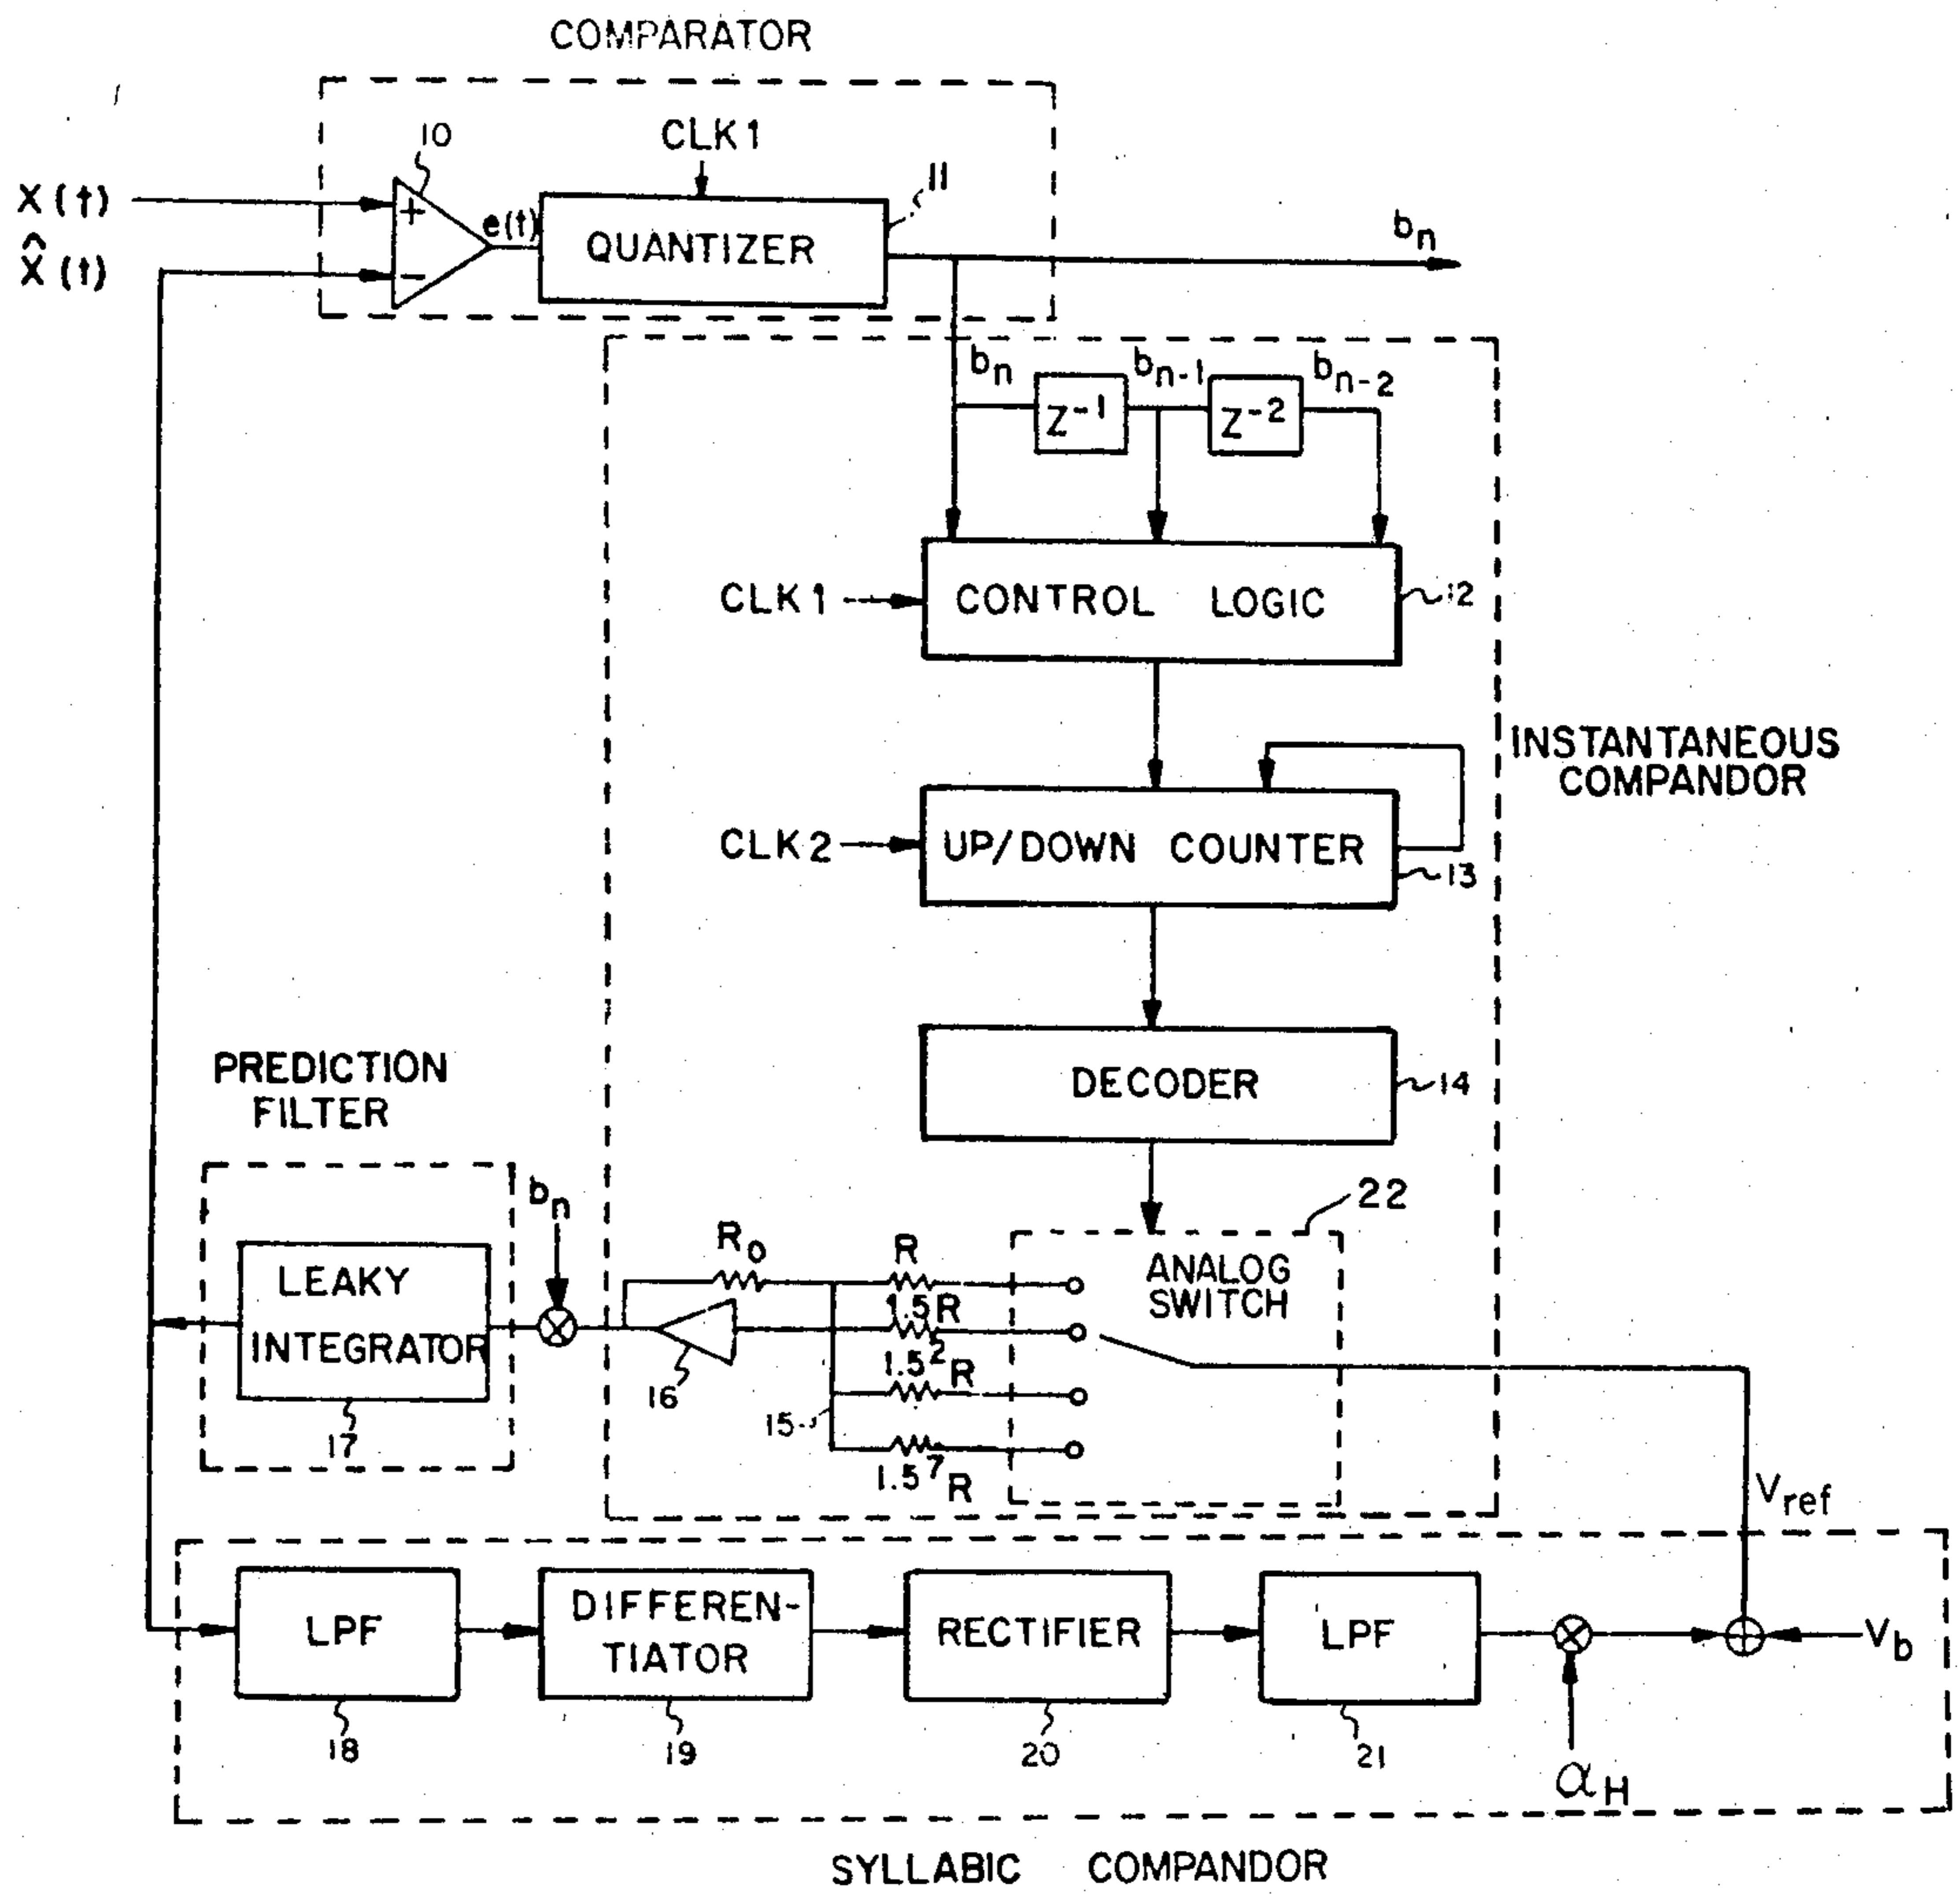 COMPARATOR
CLK1
10
11
X(t)
X̂(t)
e(t)
QUANTIZER
bn
bn
Z⁻¹
bn-1
Z⁻²
bn-2
CLK1
CONTROL LOGIC
12
INSTANTANEOUS
COMPANDOR
CLK2
UP/DOWN COUNTER
13
DECODER
14
22
ANALOG
SWITCH
PREDICTION
FILTER
bn
LEAKY
INTEGRATOR
17
R0
R
1.5R
1.5²R
1.5⁷R
16
15
Vref
LPF
18
DIFFEREN-
TIATOR
19
RECTIFIER
20
LPF
21
αH
Vb
SYLLABIC COMPANDOR